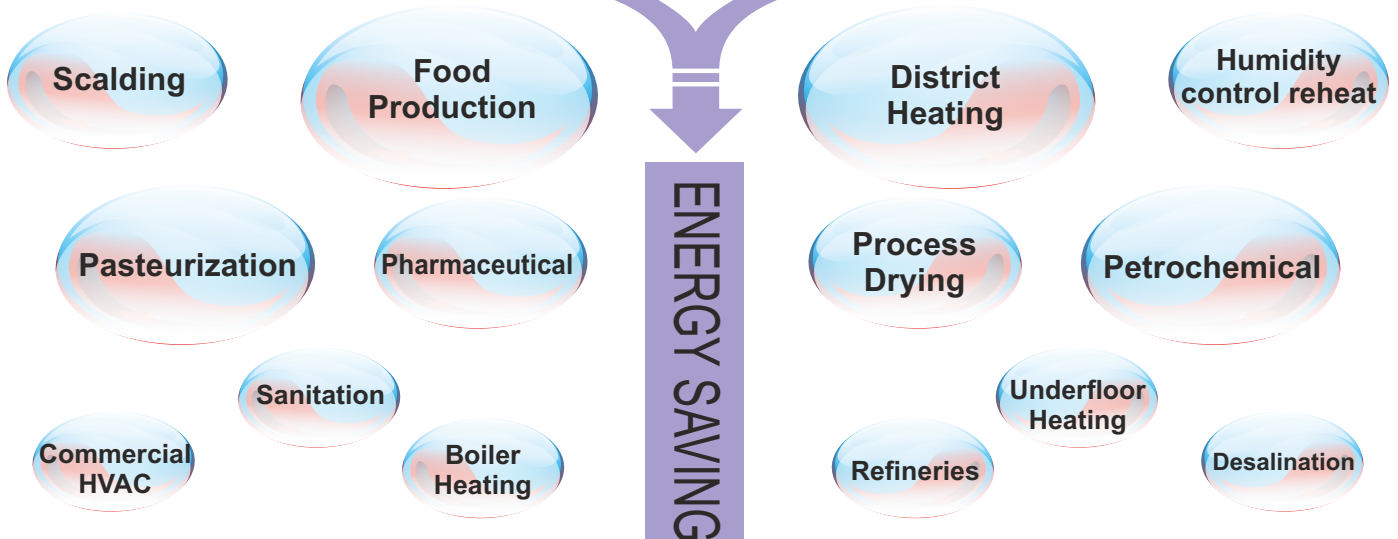 Scalding
Food
Production
Pasteurization
Pharmaceutical
Sanitation
Commercial
HVAC
Boiler
Heating
ENERGY SAVING
District
Heating
Humidity
control reheat
Process
Drying
Petrochemical
Underfloor
Heating
Refineries
Desalination